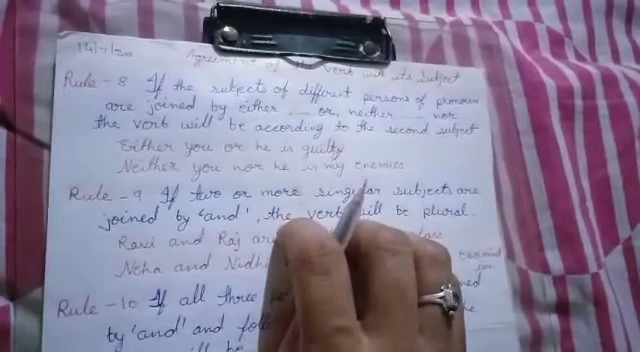 14/7/20
Agreement of the Verb with its Subject
Rule - 8 If the subjects of different persons of pronoun
are joined by either ... or, neither ... nor
the verb will be according to the second subject
Either you or he is guilty
Neither you nor he is my enemies
Rule - 9 If two or more singular subjects are
joined by 'and', the verb will be plural.
Ravi and Raj are
Neha and Nidhi
Rule - 10 If all three
by 'and' and
will be